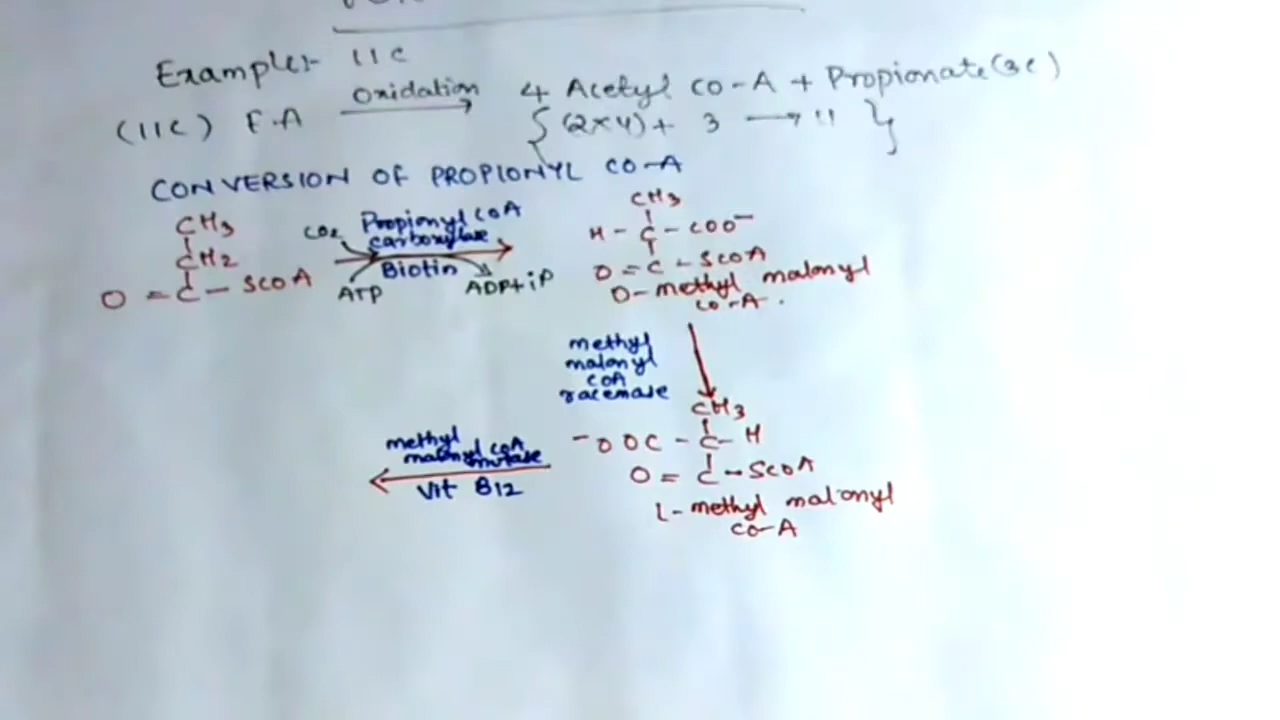 Example:- 11c
(11c) F.A Oxidation 4 Acetyl co-A + Propionate (3c)
{ (2x4) + 3 → 11 }
CONVERSION OF PROPIONYL CO-A
CH3
CH2
O = C - SCOA
CO2
Propionyl COA
carboxylase
Biotin
ATP
ADP+iP
CH3
H - C - COO-
O = C - SCOA
D-methyl malonyl
co-A.
methyl
malonyl
COA
racemase
CH3
-OOC - C - H
O = C - SCOA
L-methyl malonyl
co-A
methyl
malonyl COA
mutase
Vit B12